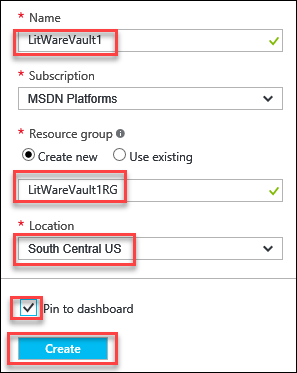 * Name
LitWareVault1
* Subscription
MSDN Platforms
* Resource group
Create new Use existing
LitWareVault1RG
* Location
South Central US
Pin to dashboard
Create